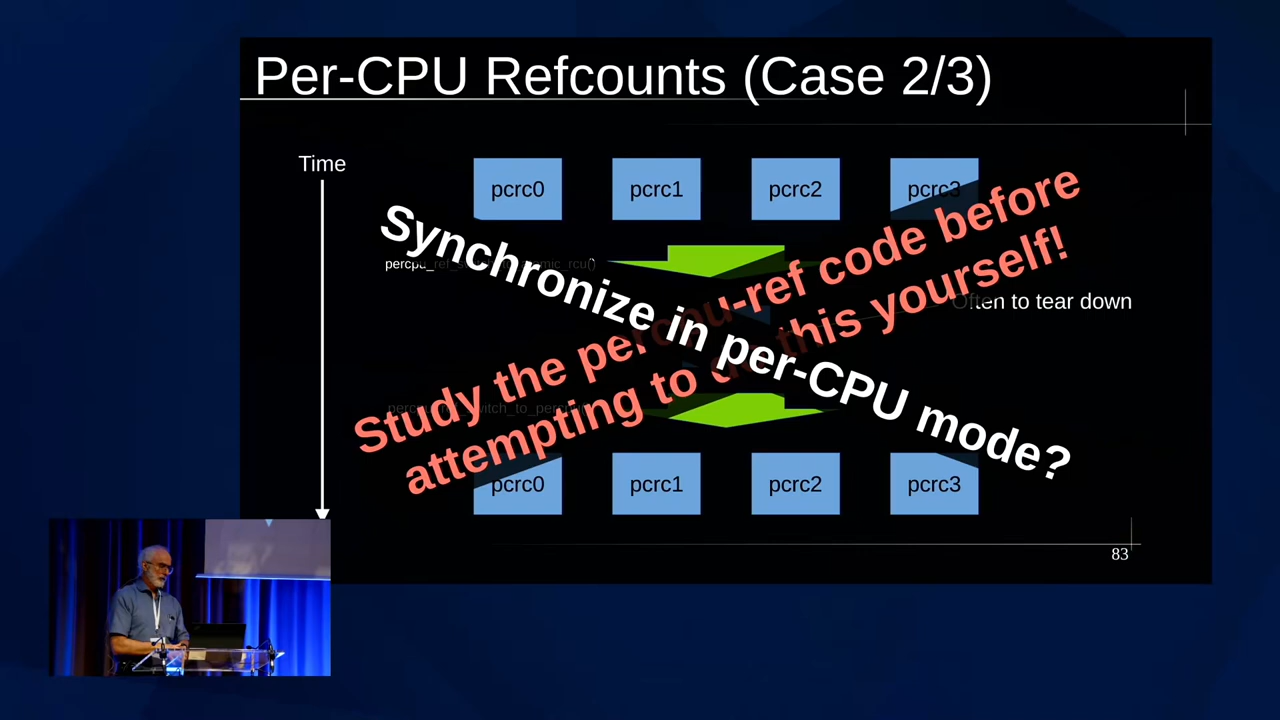 Per-CPU Refcounts (Case 2/3)
Time
pcrc0 pcrc1 pcrc2 pcrc3
Synchronize in per-CPU mode?
Study the percpu-ref code before
attempting to do this yourself!
Often to tear down
pcrc0 pcrc1 pcrc2 pcrc3
83